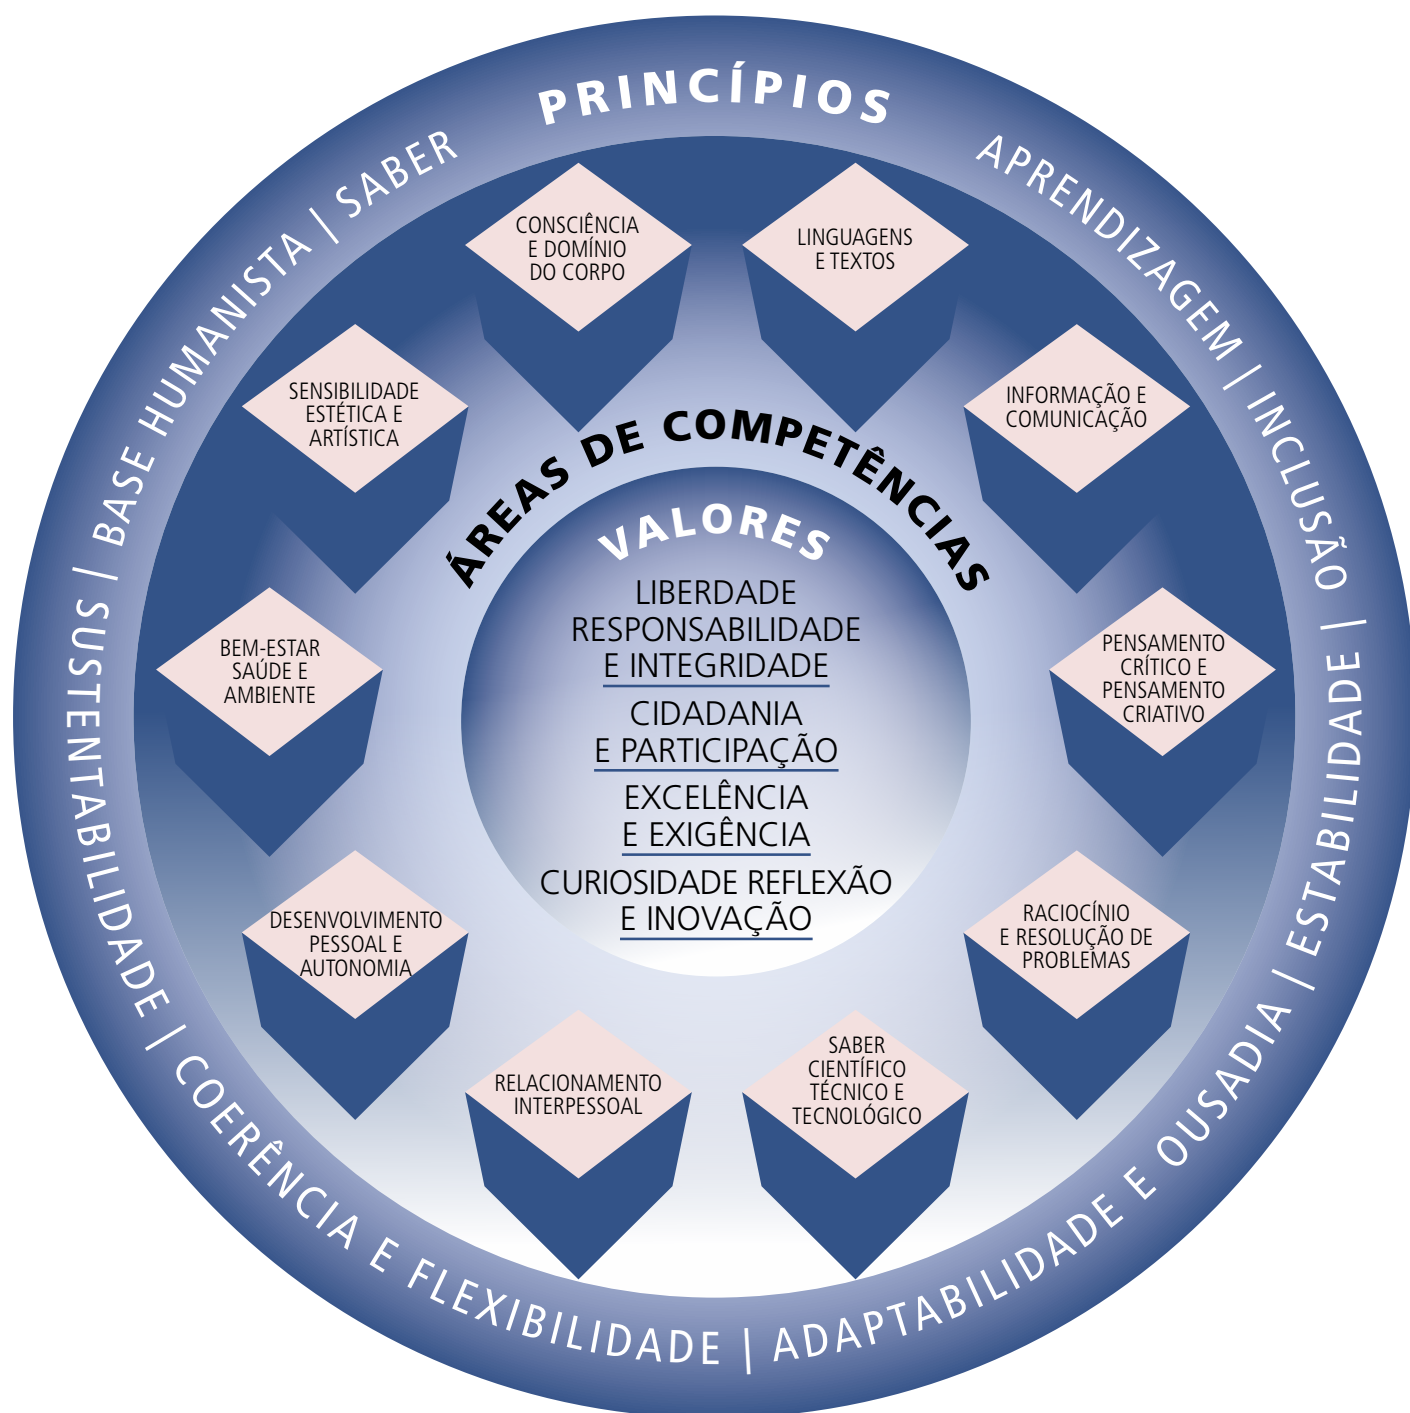 PRINCÍPIOS
APRENDIZAGEM | INCLUSÃO | ESTABILIDADE | ADAPTABILIDADE E OUSADIA | COERÊNCIA E FLEXIBILIDADE | SUSTENTABILIDADE | BASE HUMANISTA | SABER
CONSCIÊNCIA
E DOMÍNIO
DO CORPO
LINGUAGENS
E TEXTOS
SENSIBILIDADE
ESTÉTICA E
ARTÍSTICA
INFORMAÇÃO E
COMUNICAÇÃO
ÁREAS DE COMPETÊNCIAS
VALORES
LIBERDADE
RESPONSABILIDADE
E INTEGRIDADE
CIDADANIA
E PARTICIPAÇÃO
EXCELÊNCIA
E EXIGÊNCIA
CURIOSIDADE REFLEXÃO
E INOVAÇÃO
BEM-ESTAR
SAÚDE E
AMBIENTE
PENSAMENTO
CRÍTICO E
PENSAMENTO
CRIATIVO
DESENVOLVIMENTO
PESSOAL E
AUTONOMIA
RACIOCÍNIO
E RESOLUÇÃO DE
PROBLEMAS
RELACIONAMENTO
INTERPESSOAL
SABER
CIENTÍFICO
TÉCNICO E
TECNOLÓGICO